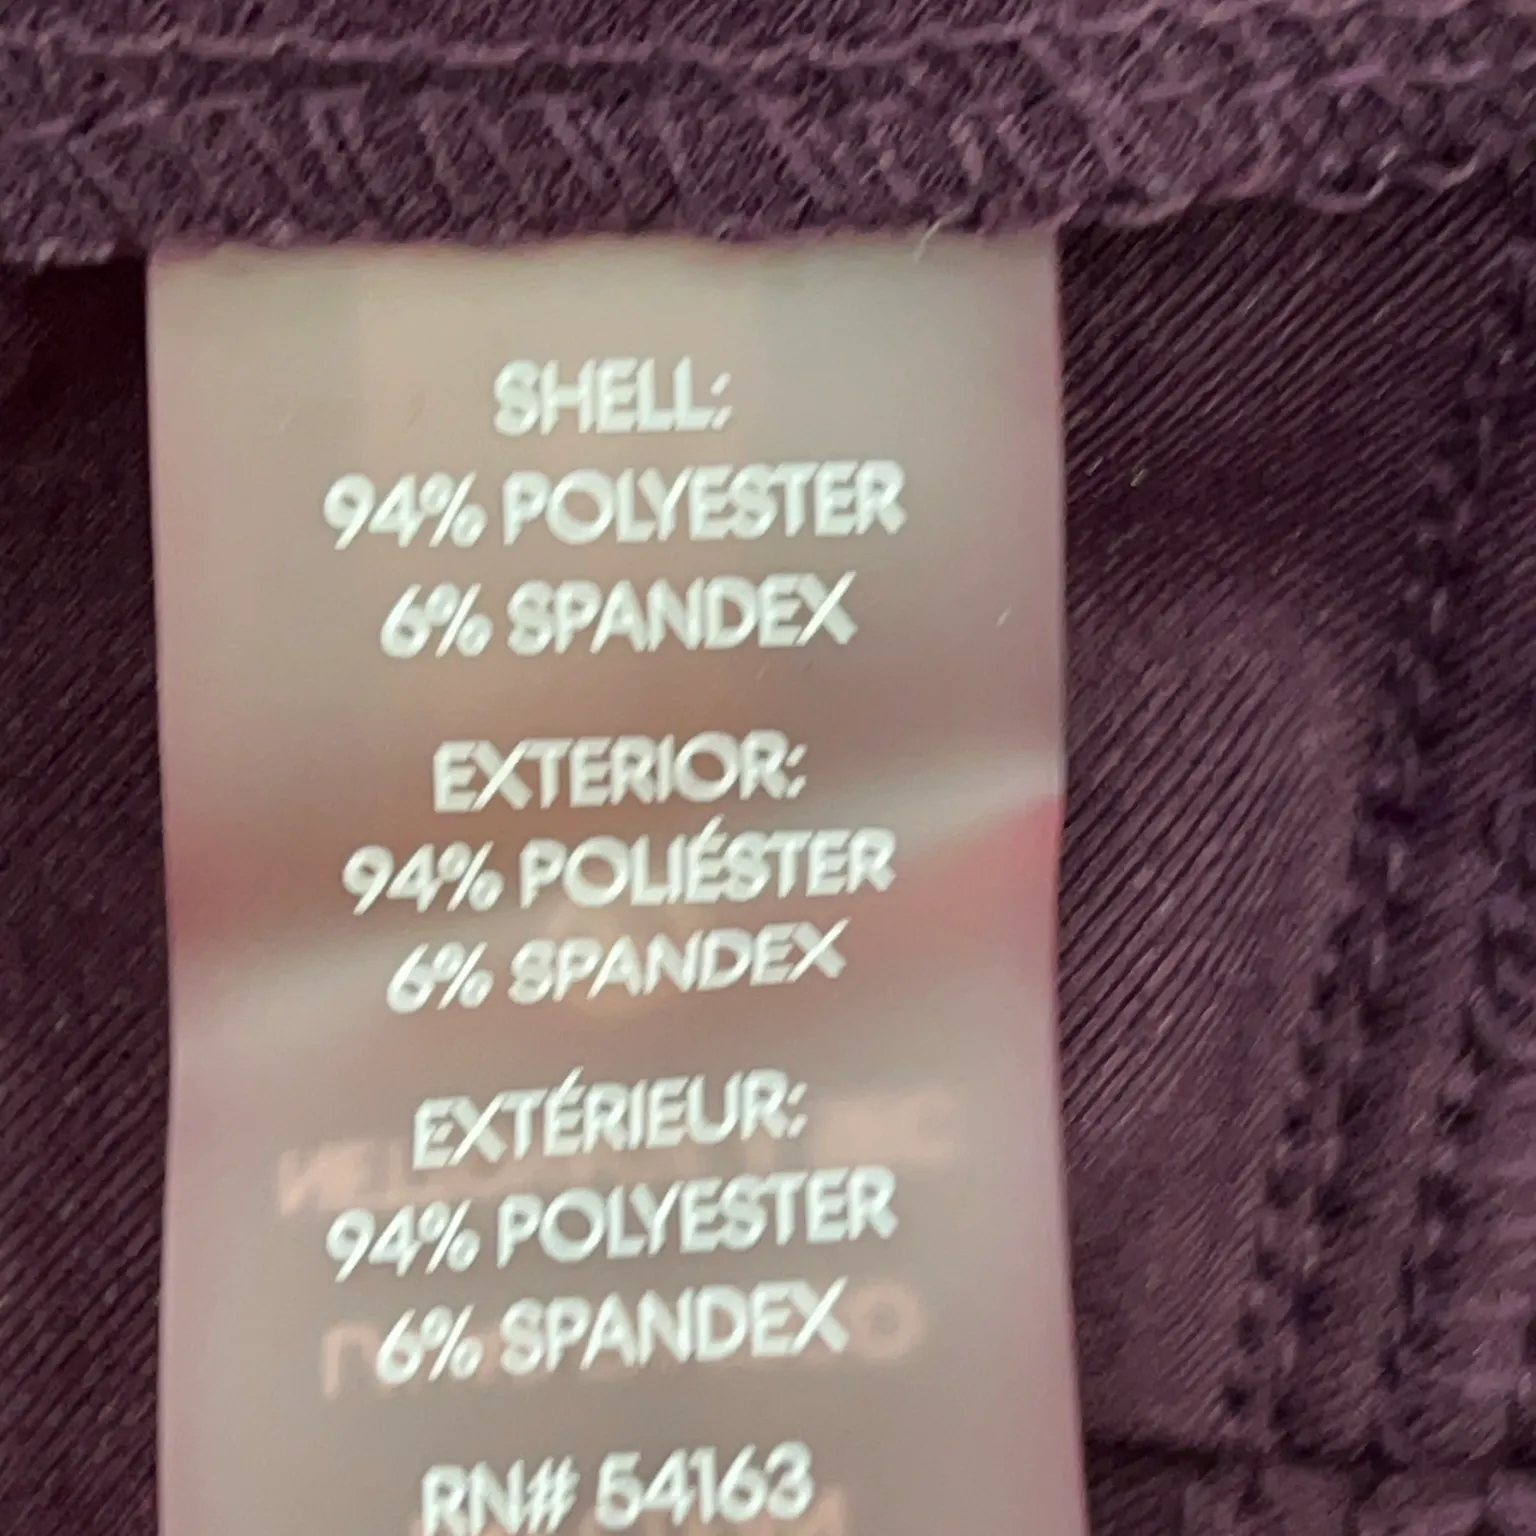 SHELL:
94% POLYESTER
6% SPANDEX
EXTERIOR:
94% POLIÉSTER
6% SPANDEX
EXTÉRIEUR:
94% POLYESTER
6% SPANDEX
RN# 54163